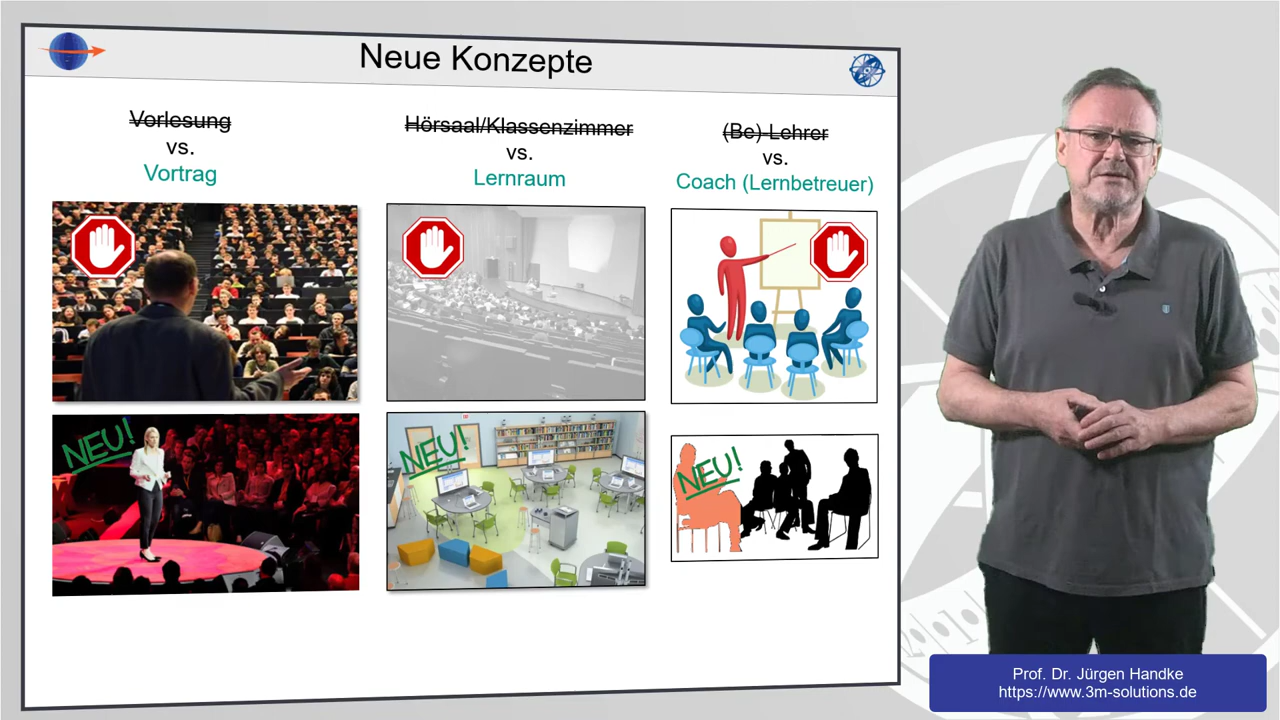 Neue Konzepte
Vorlesung
vs.
Vortrag
Hörsaal/Klassenzimmer
vs.
Lernraum
(Be)-Lehrer
vs.
Coach (Lernbetreuer)
NEU!
NEU!
NEU!
Prof. Dr. Jürgen Handke
https://www.3m-solutions.de